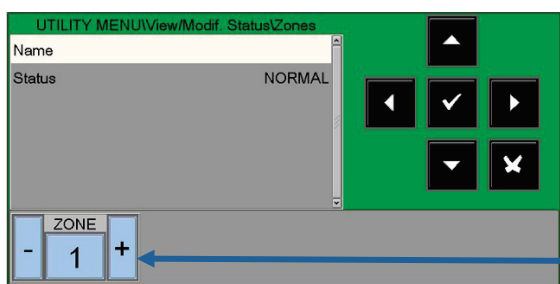 UTILITY MENU\View/Modif. Status\Zones
Name
Status NORMAL
ZONE
- 1 +